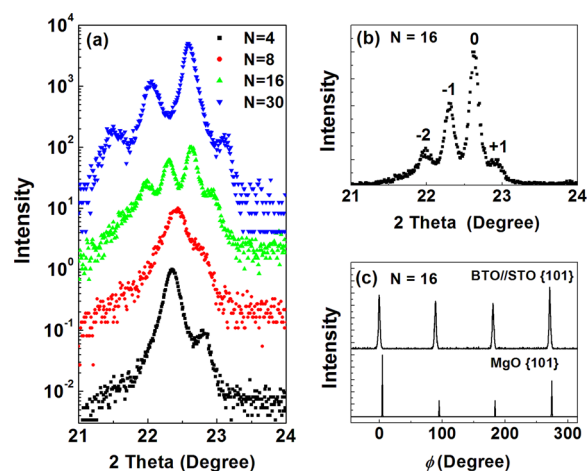 (a)
N=4
N=8
N=16
N=30
10^4
10^3
10^2
10^1
10^0
10^-1
10^-2
Intensity
21 22 23 24
2 Theta (Degree)
(b) N = 16
0
-1
-2
+1
Intensity
21 22 23 24
2 Theta (Degree)
(c) N = 16
BTO//STO {101}
MgO {101}
Intensity
0 100 200 300
ϕ (Degree)